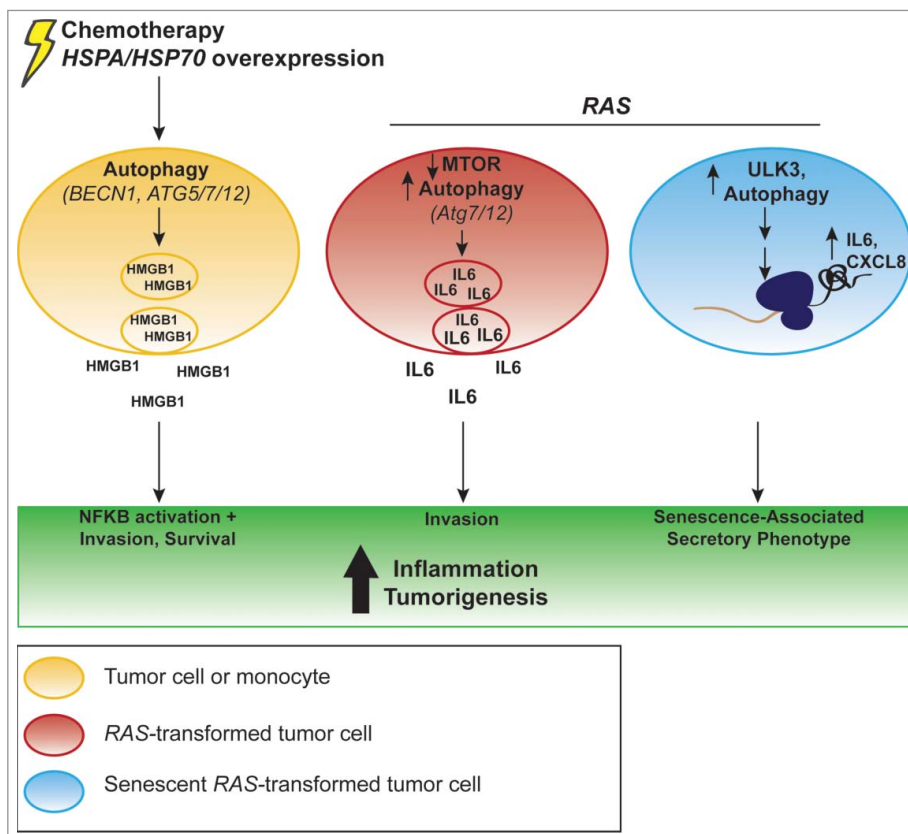 Chemotherapy
HSPA/HSP70 overexpression
RAS
Autophagy
(BECN1, ATG5/7/12)
HMGB1
HMGB1
HMGB1
HMGB1
HMGB1
HMGB1
HMGB1
MTOR
Autophagy
(Atg7/12)
IL6
IL6
IL6
IL6
IL6
IL6
IL6
IL6
IL6
ULK3,
Autophagy
IL6,
CXCL8
NFKB activation +
Invasion, Survival
Invasion
Senescence-Associated
Secretory Phenotype
Inflammation
Tumorigenesis
Tumor cell or monocyte
RAS-transformed tumor cell
Senescent RAS-transformed tumor cell